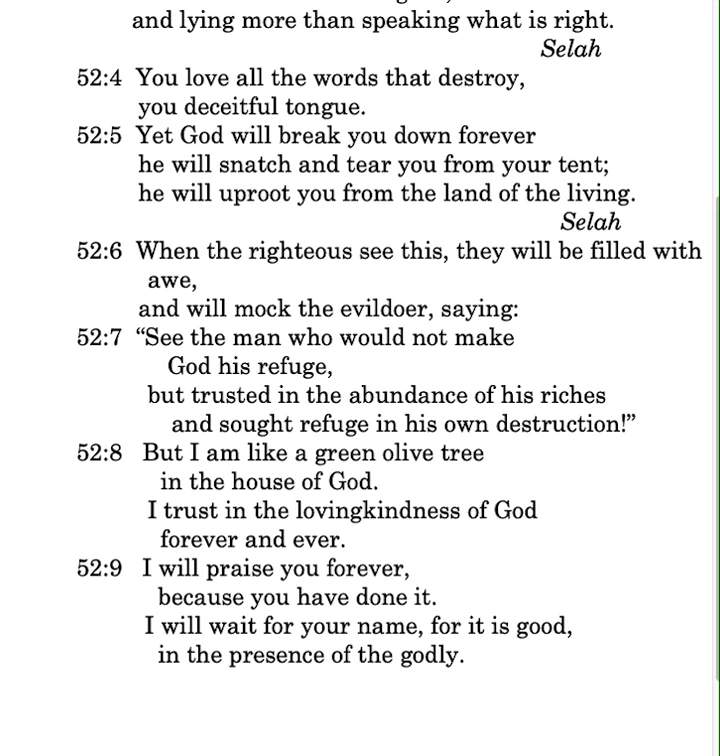 and lying more than speaking what is right.
Selah
52:4 You love all the words that destroy,
you deceitful tongue.
52:5 Yet God will break you down forever
he will snatch and tear you from your tent;
he will uproot you from the land of the living.
Selah
52:6 When the righteous see this, they will be filled with
awe,
and will mock the evildoer, saying:
52:7 “See the man who would not make
God his refuge,
but trusted in the abundance of his riches
and sought refuge in his own destruction!”
52:8 But I am like a green olive tree
in the house of God.
I trust in the lovingkindness of God
forever and ever.
52:9 I will praise you forever,
because you have done it.
I will wait for your name, for it is good,
in the presence of the godly.